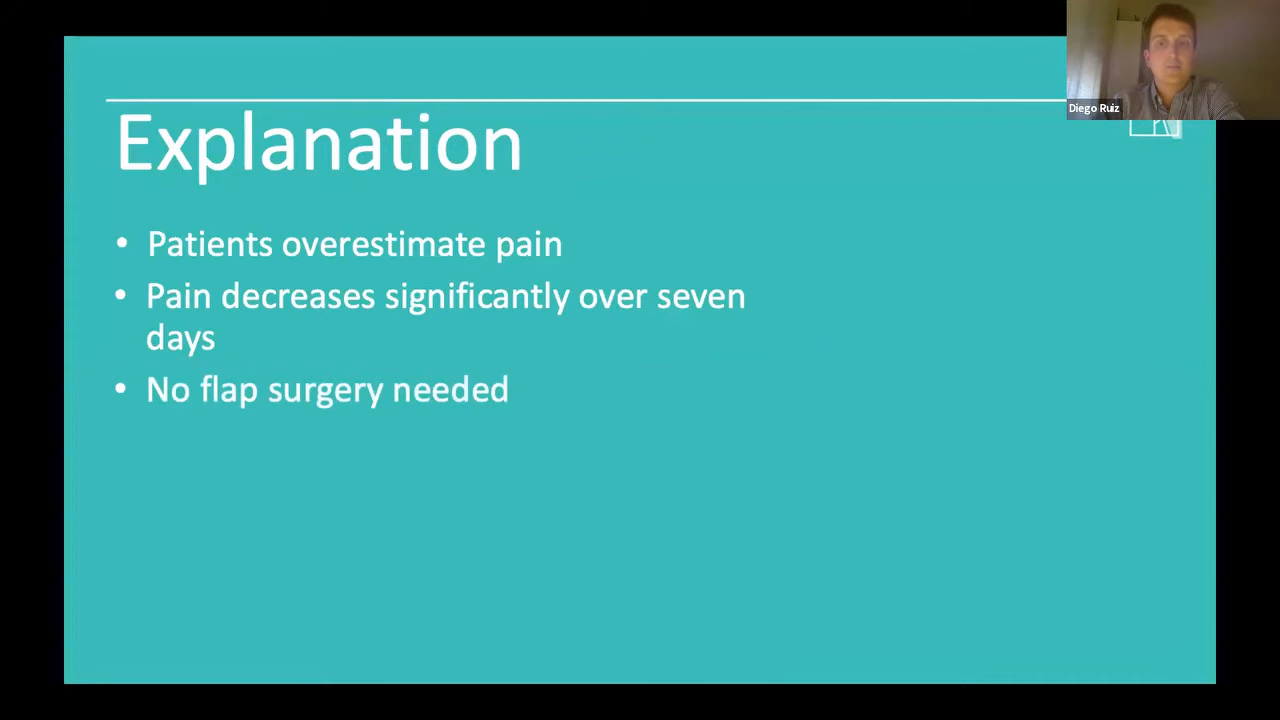 Diego Ruiz
Explanation
• Patients overestimate pain
• Pain decreases significantly over seven
days
• No flap surgery needed